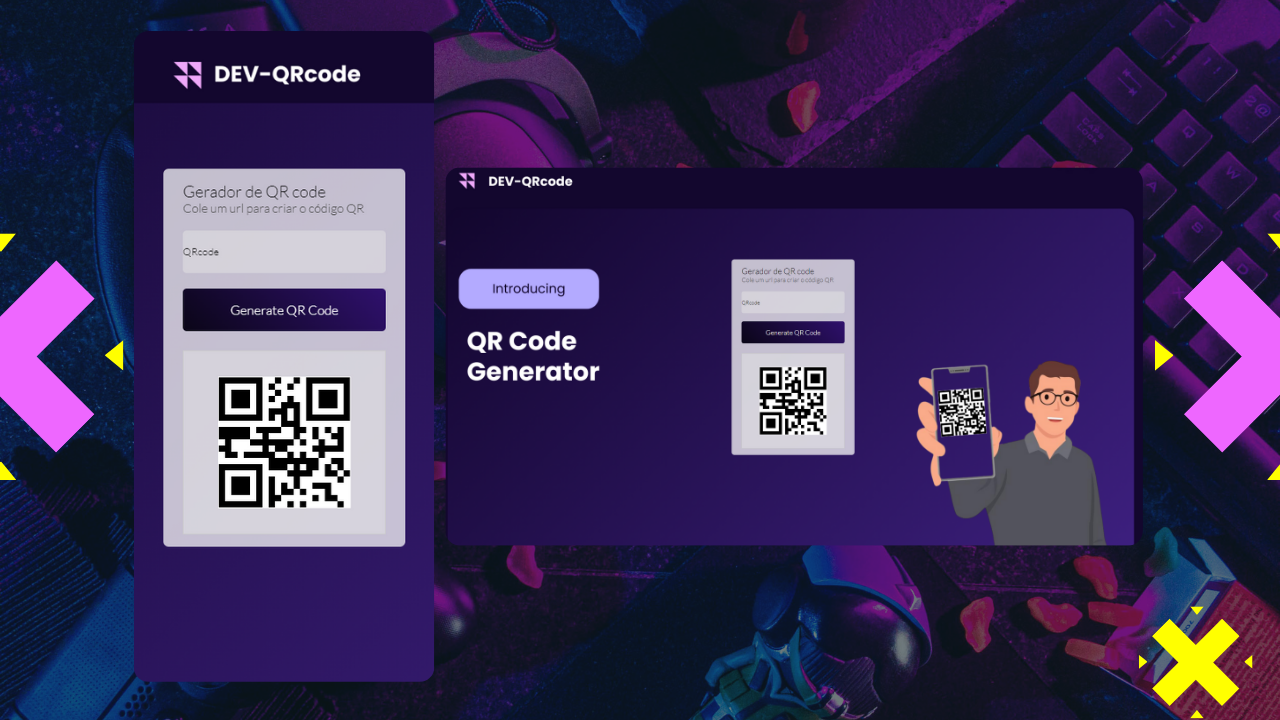 DEV-QRcode
Gerador de QR code
Cole um url para criar o código QR
QRcode
Generate QR Code
DEV-QRcode
Introducing
QR Code
Generator
Gerador de QR code
Cole um url para criar o código QR
QRcode
Generate QR Code